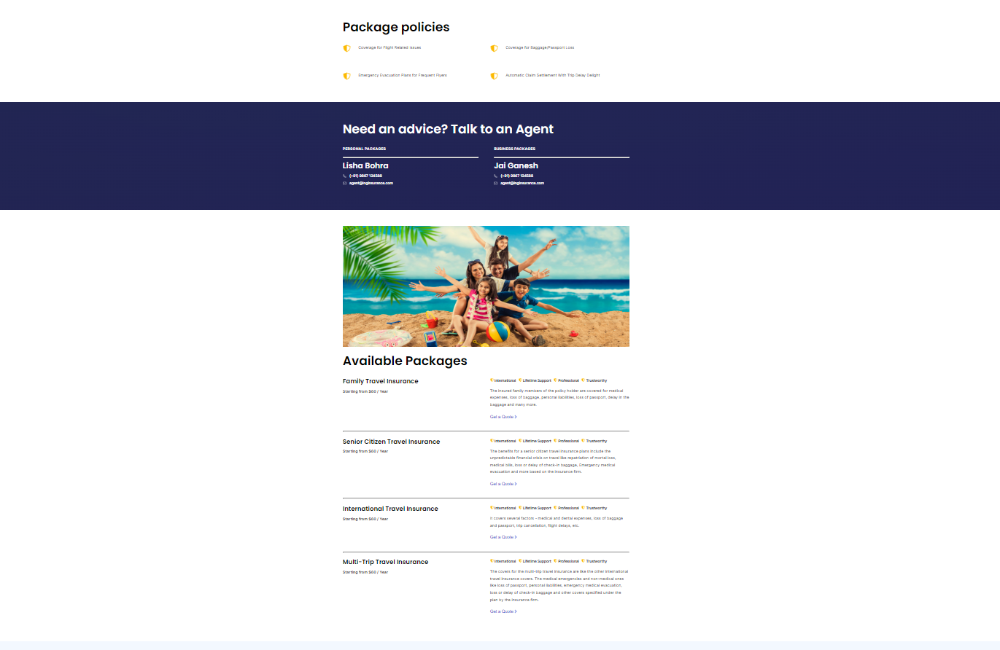 Package policies
Coverage for Flight Related Issues
Coverage for Baggage/Passport Loss
Emergency Evacuation Plans for Frequent Flyers
Automatic Claim Settlement With Trip Delay Delight
Need an advice? Talk to an Agent
PERSONAL PACKAGES
BUSINESS PACKAGES
Lisha Bohra
Jai Ganesh
(+91) 9867 124588
(+91) 9867 124588
agent@inginsurance.com
agent@inginsurance.com
Available Packages
Family Travel Insurance
Starting from $60 / Year
International Lifetime Support Professional Trustworthy
The insured family members of the policy holder are covered for medical
expenses, loss of baggage, personal liabilities, loss of passport, delay in the
baggage and many more.
Get a Quote >
Senior Citizen Travel Insurance
Starting from $60 / Year
International Lifetime Support Professional Trustworthy
The benefits for a senior citizen travel insurance plans include the
unpredictable financial crisis on travel like repatriation of mortal loss,
medical bills, loss or delay of check-in baggage, Emergency medical
evacuation and more based on the insurance firm.
Get a Quote >
International Travel Insurance
Starting from $60 / Year
International Lifetime Support Professional Trustworthy
It covers several factors - medical and dental expenses, loss of baggage
and passport, trip cancellation, flight delays, etc.
Get a Quote >
Multi-Trip Travel Insurance
Starting from $60 / Year
International Lifetime Support Professional Trustworthy
The covers for the multi-trip travel insurance are like the other international
travel insurance covers. The medical emergencies and non-medical ones
like loss of passport, personal liabilities, emergency medical evacuation,
loss or delay of check-in baggage and other covers specified under the
plan by the insurance firm.
Get a Quote >